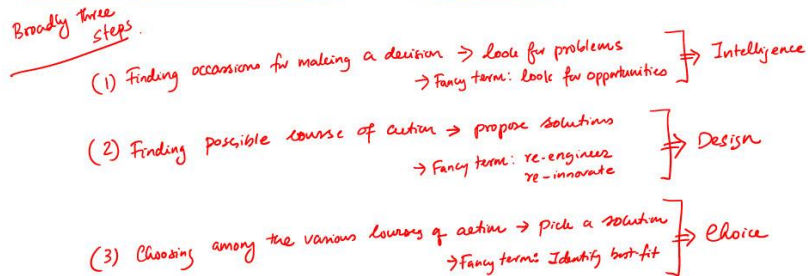 Broadly three
steps.
(1) Finding occassions for making a decision → look for problems
→ Fancy term: look for opportunities ⇒ Intelligence
(2) Finding possible course of action → propose solutions
→ Fancy term: re-engineer
re-innovate ⇒ Design
(3) Choosing among the various courses of action → Pick a solution
→ Fancy term: Identify best-fit ⇒ Choice